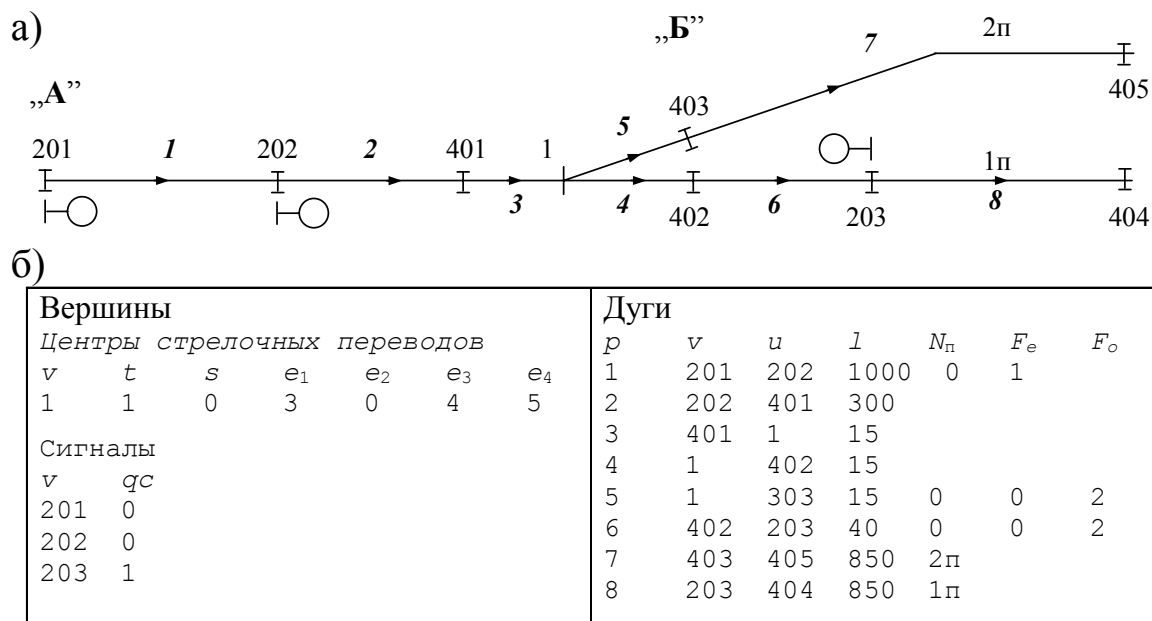 а)
„Б” 7 2п
„А” 403 405
5
201 1 202 2 401 1 1п
3 4 402 6 203 8 404
б)
Вершины
Центры стрелочных переводов
v t s e₁ e₂ e₃ e₄
1 1 0 3 0 4 5
Сигналы
v qc
201 0
202 0
203 1
Дуги
p v u l Nп Fe Fo
1 201 202 1000 0 1
2 202 401 300
3 401 1 15
4 1 402 15
5 1 303 15 0 0 2
6 402 203 40 0 0 2
7 403 405 850 2п
8 203 404 850 1п